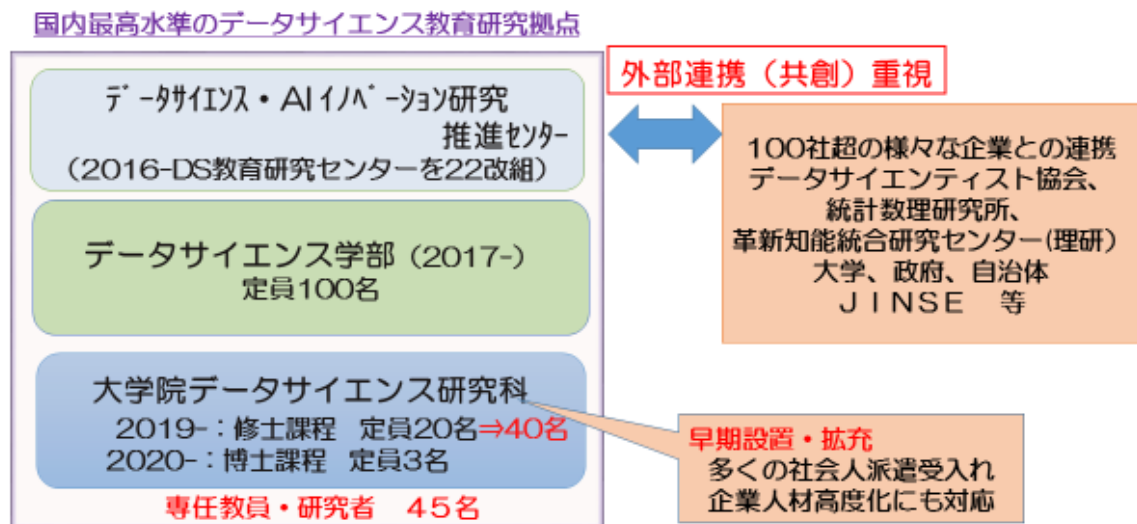 国内最高水準のデータサイエンス教育研究拠点
外部連携（共創）重視
ﾃﾞｰﾀｻｲｴﾝｽ・AIｲﾉﾍﾞｰｼｮﾝ研究
推進ｾﾝﾀｰ
（2016-DS教育研究センターを22改組）
100社超の様々な企業との連携
データサイエンティスト協会、
統計数理研究所、
革新知能統合研究センター(理研）
大学、政府、自治体
ＪＩＮＳＥ　等
データサイエンス学部（2017-）
定員100名
大学院データサイエンス研究科
2019-：修士課程　定員20名⇒40名
2020-：博士課程　定員3名
早期設置・拡充
多くの社会人派遣受入れ
企業人材高度化にも対応
専任教員・研究者　４５名